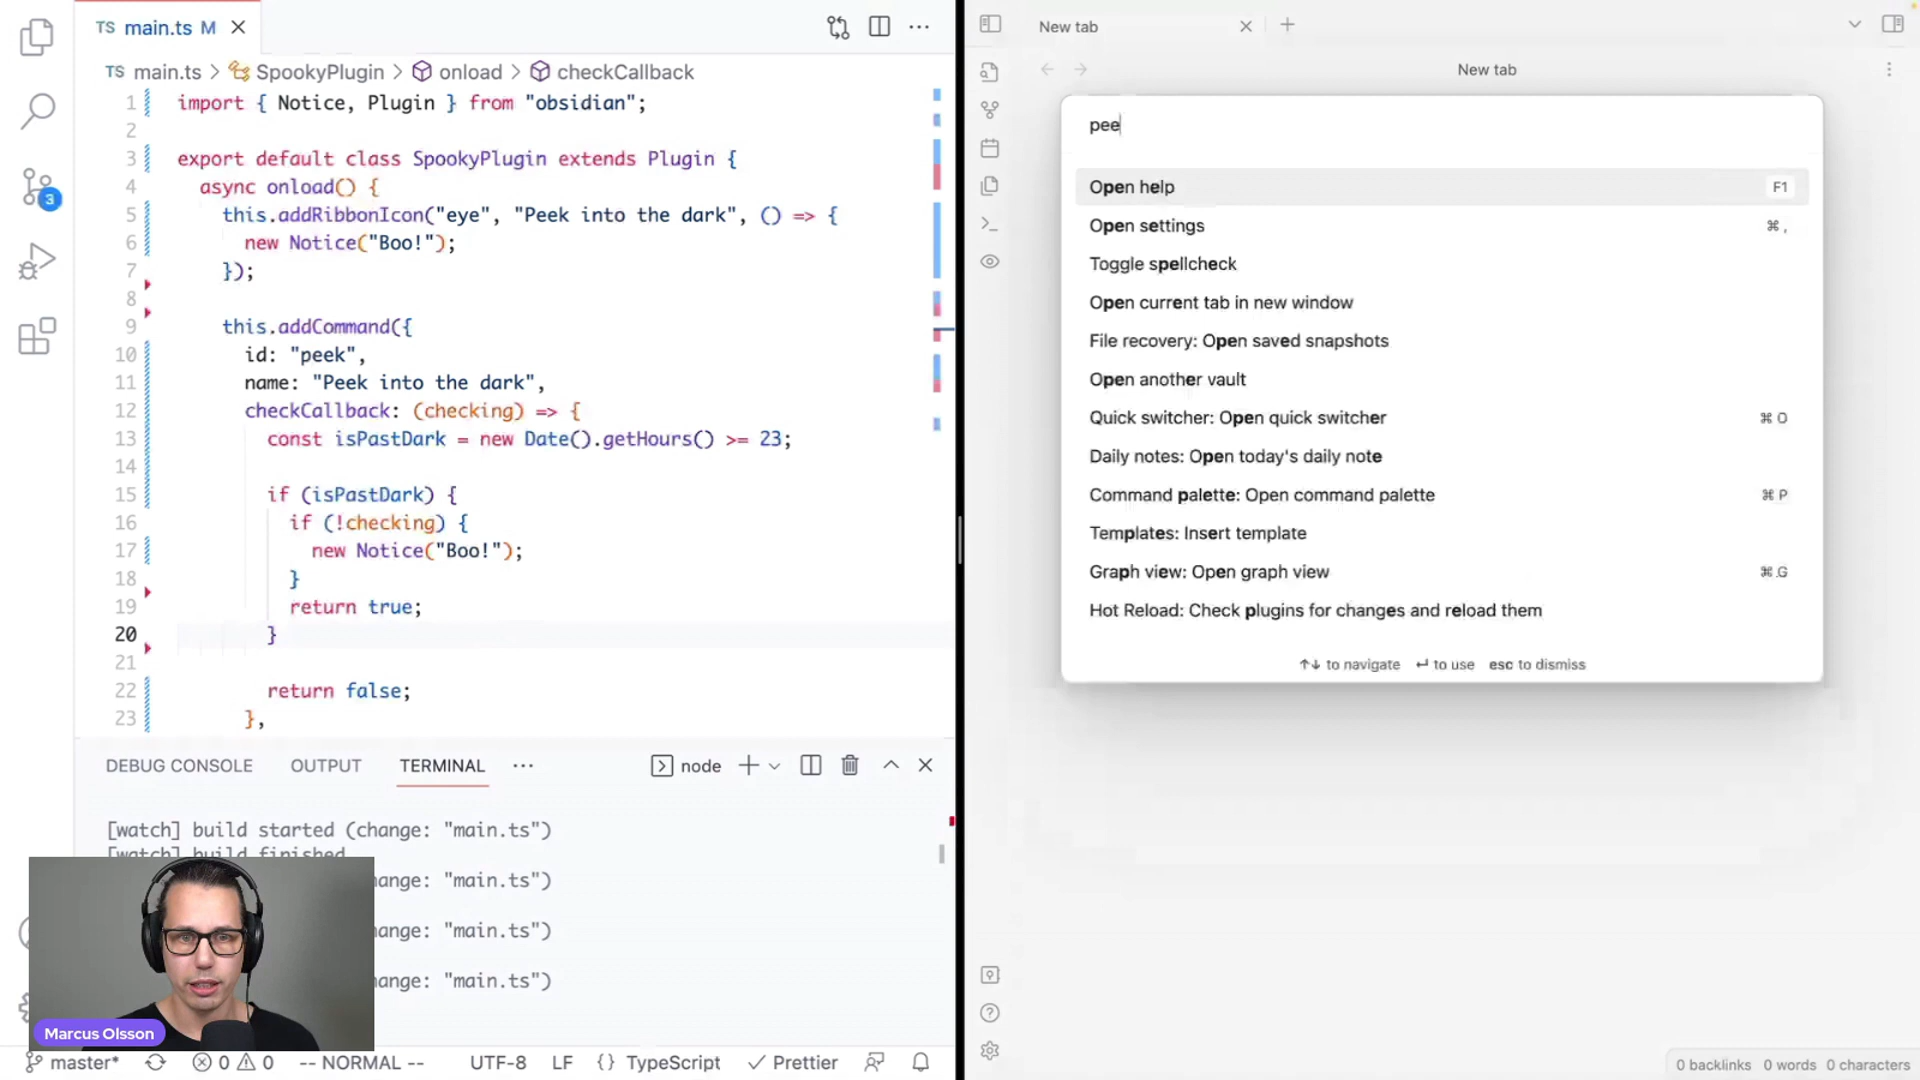 TS main.ts M
TS main.ts > SpookyPlugin > onload > checkCallback
1 import { Notice, Plugin } from "obsidian";
2
3 export default class SpookyPlugin extends Plugin {
4 async onload() {
5 this.addRibbonIcon("eye", "Peek into the dark", () => {
6 new Notice("Boo!");
7 });
8
9 this.addCommand({
10 id: "peek",
11 name: "Peek into the dark",
12 checkCallback: (checking) => {
13 const isPastDark = new Date().getHours() >= 23;
14
15 if (isPastDark) {
16 if (!checking) {
17 new Notice("Boo!");
18 }
19 return true;
20 }
21
22 return false;
23 },
3
DEBUG CONSOLE OUTPUT TERMINAL ··· node
[watch] build started (change: "main.ts")
[watch] build finished
hange: "main.ts")
hange: "main.ts")
hange: "main.ts")
Marcus Olsson
master* 0 0 -- NORMAL -- UTF-8 LF {} TypeScript Prettier
New tab
New tab
pee
Open help F1
Open settings ⌘ ,
Toggle spellcheck
Open current tab in new window
File recovery: Open saved snapshots
Open another vault
Quick switcher: Open quick switcher ⌘ O
Daily notes: Open today's daily note
Command palette: Open command palette ⌘ P
Templates: Insert template
Graph view: Open graph view ⌘ G
Hot Reload: Check plugins for changes and reload them
↑↓ to navigate ↵ to use esc to dismiss
0 backlinks 0 words 0 characters